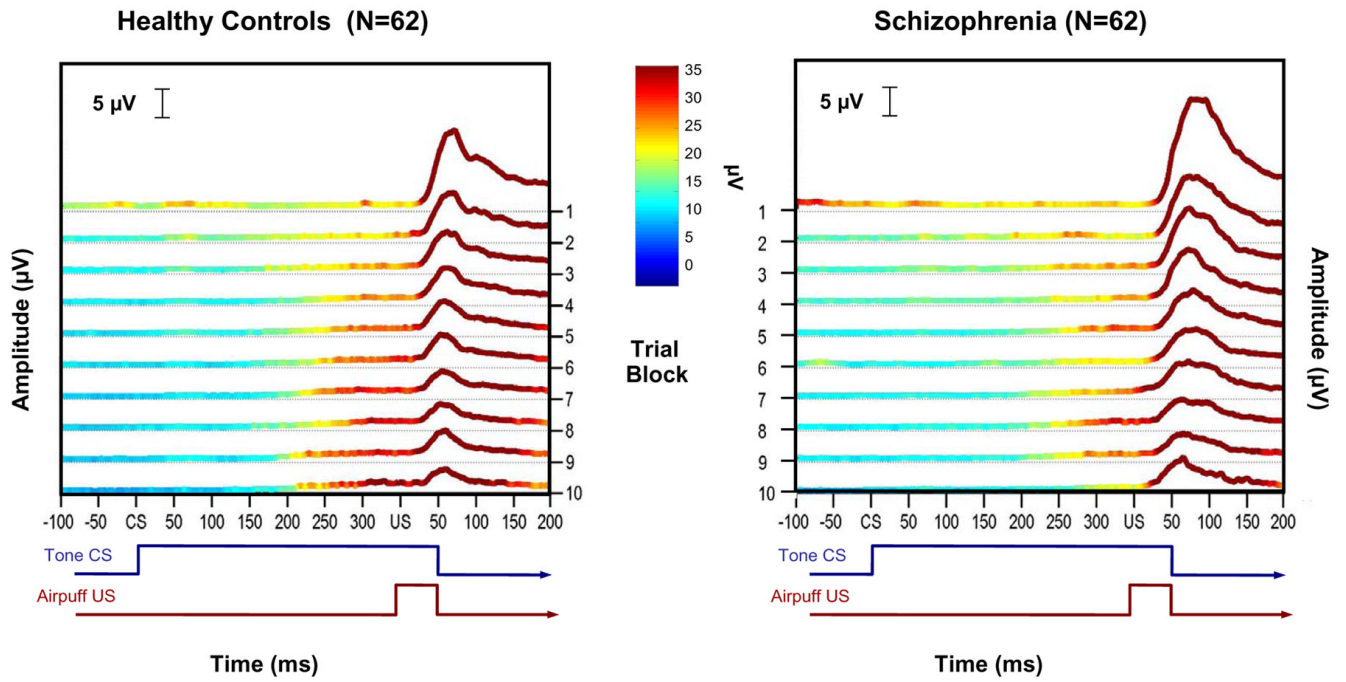 Healthy Controls (N=62)
Schizophrenia (N=62)
5 µV
35
30
25
20
15
10
5
0
µV
5 µV
Amplitude (µV)
1
2
3
4
5
6
7
8
9
10
Trial
Block
1
2
3
4
5
6
7
8
9
10
Amplitude (µV)
-100 -50 CS 50 100 150 200 250 300 US 50 100 150 200
-100 -50 CS 50 100 150 200 250 300 US 50 100 150 200
Tone CS
Airpuff US
Tone CS
Airpuff US
Time (ms)
Time (ms)